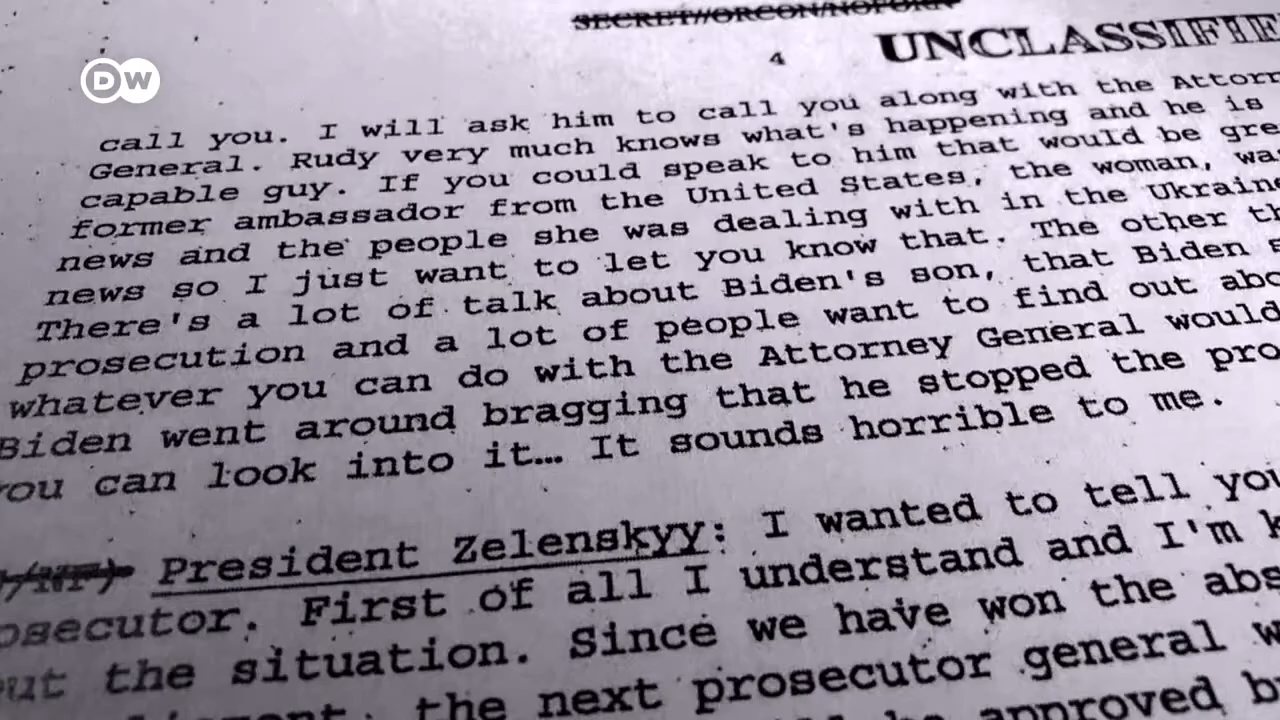 DW
SECRET//ORCON/NOFORN
4
UNCLASSIFIE
call you. I will ask him to call you along with the Attor
General. Rudy very much knows what's happening and he is
capable guy. If you could speak to him that would be gre
former ambassador from the United States, the woman, wa
news and the people she was dealing with in the Ukraine
news so I just want to let you know that. The other th
There's a lot of talk about Biden's son, that Biden s
prosecution and a lot of people want to find out abo
whatever you can do with the Attorney General would
Biden went around bragging that he stopped the pro
you can look into it… It sounds horrible to me.
/NF) President Zelenskyy: I wanted to tell you
osecutor. First of all I understand and I'm k
out the situation. Since we have won the abs
the next prosecutor general w
approved b